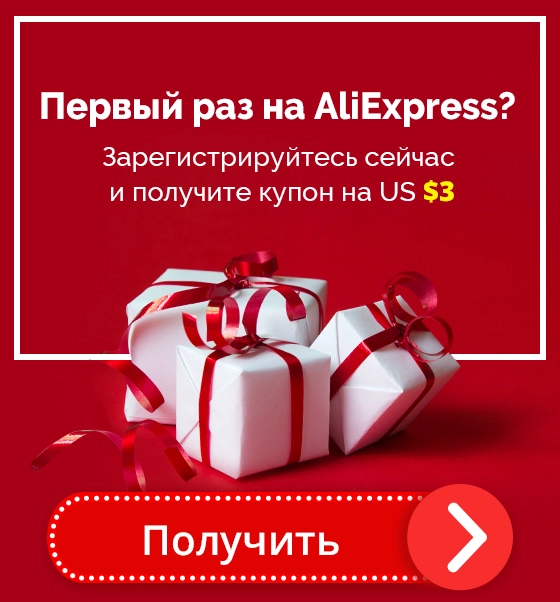 Первый раз на AliExpress?
Зарегистрируйтесь сейчас
и получите купон на US $3
Получить